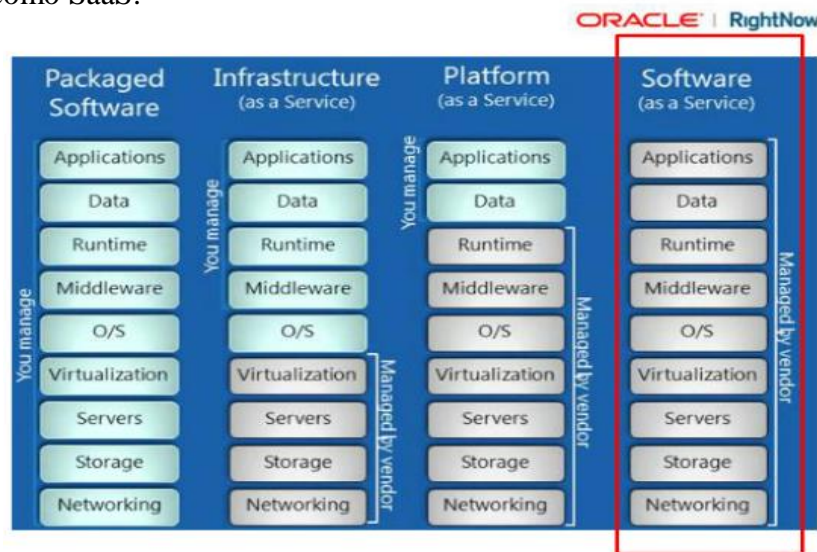 como SaaS.
ORACLE | RightNow
Packaged Software
Applications
Data
Runtime
Middleware
O/S
Virtualization
Servers
Storage
Networking
You manage
Infrastructure
(as a Service)
Applications
Data
Runtime
Middleware
O/S
Virtualization
Servers
Storage
Networking
You manage
Managed by vendor
Platform
(as a Service)
Applications
Data
Runtime
Middleware
O/S
Virtualization
Servers
Storage
Networking
You manage
Managed by vendor
Software
(as a Service)
Applications
Data
Runtime
Middleware
O/S
Virtualization
Servers
Storage
Networking
Managed by vendor